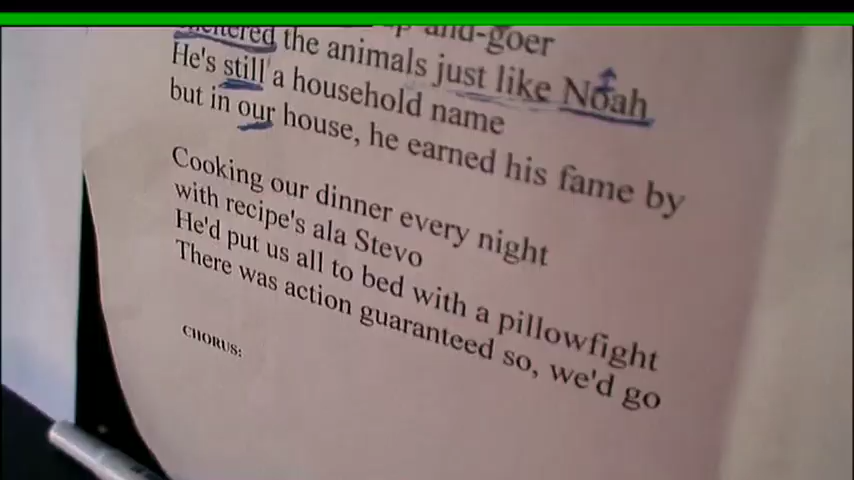 and-goer
sheltered the animals just like Noah
He's still a household name
but in our house, he earned his fame by
Cooking our dinner every night
with recipe's ala Stevo
He'd put us all to bed with a pillowfight
There was action guaranteed so, we'd go
CHORUS: